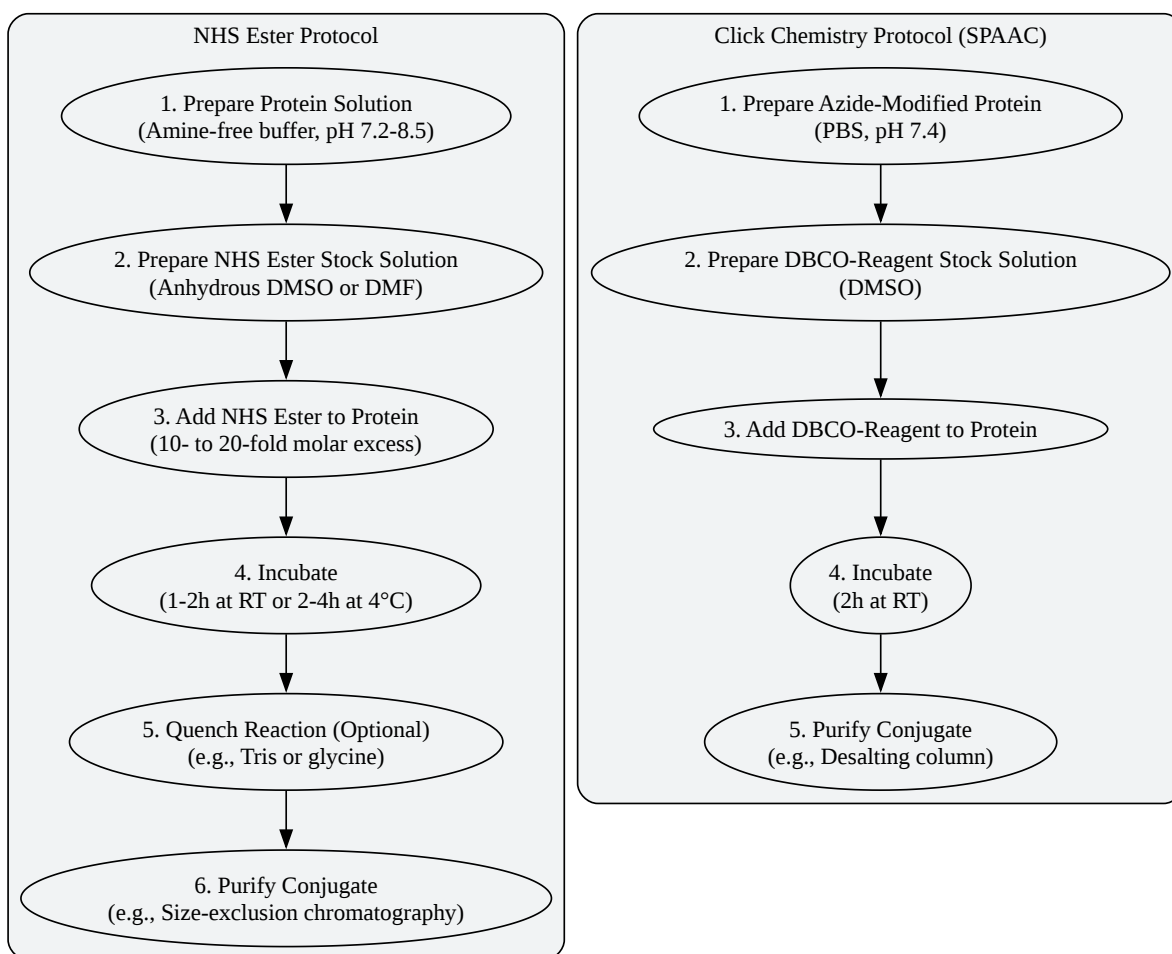 NHS Ester Protocol
1. Prepare Protein Solution
(Amine-free buffer, pH 7.2-8.5)
2. Prepare NHS Ester Stock Solution
(Anhydrous DMSO or DMF)
3. Add NHS Ester to Protein
(10- to 20-fold molar excess)
4. Incubate
(1-2h at RT or 2-4h at 4°C)
5. Quench Reaction (Optional)
(e.g., Tris or glycine)
6. Purify Conjugate
(e.g., Size-exclusion chromatography)
Click Chemistry Protocol (SPAAC)
1. Prepare Azide-Modified Protein
(PBS, pH 7.4)
2. Prepare DBCO-Reagent Stock Solution
(DMSO)
3. Add DBCO-Reagent to Protein
4. Incubate
(2h at RT)
5. Purify Conjugate
(e.g., Desalting column)